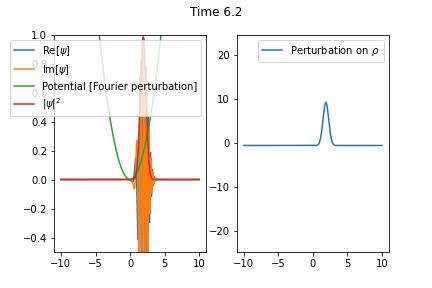 Time 6.2
Re[ψ]
Im[ψ]
Potential [Fourier perturbation]
|ψ|²
1.0
0.4
0.2
0.0
−0.2
−0.4
−10 −5 0 5 10
Perturbation on ρ
20
10
0
−10
−20
−10 −5 0 5 10